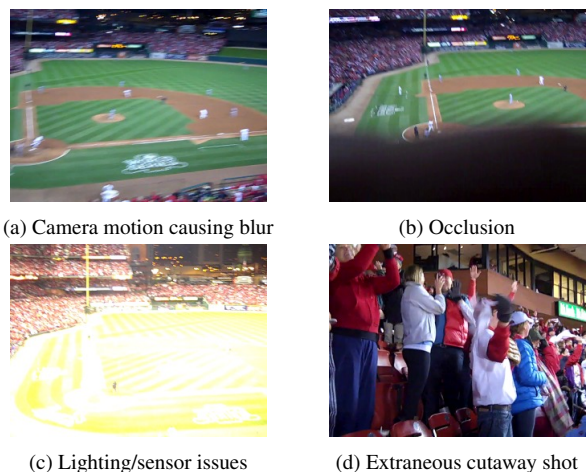 (a) Camera motion causing blur
(b) Occlusion
(c) Lighting/sensor issues
(d) Extraneous cutaway shot